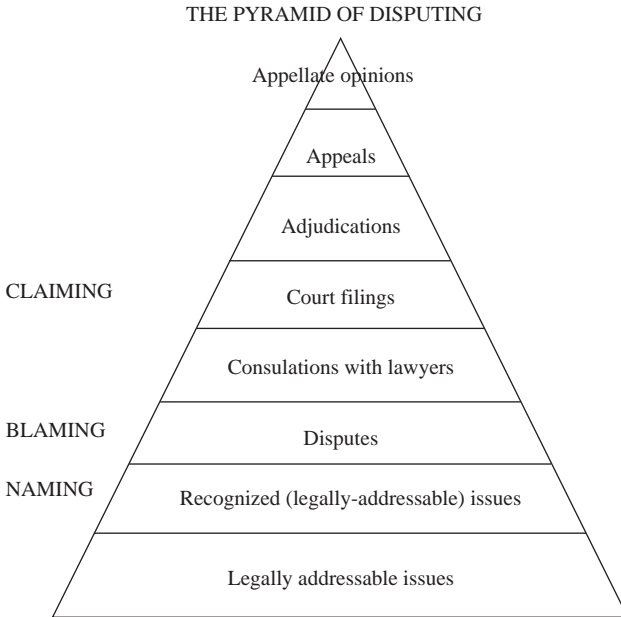 THE PYRAMID OF DISPUTING
Appellate opinions
Appeals
Adjudications
CLAIMING
Court filings
Consulations with lawyers
BLAMING
Disputes
NAMING
Recognized (legally-addressable) issues
Legally addressable issues